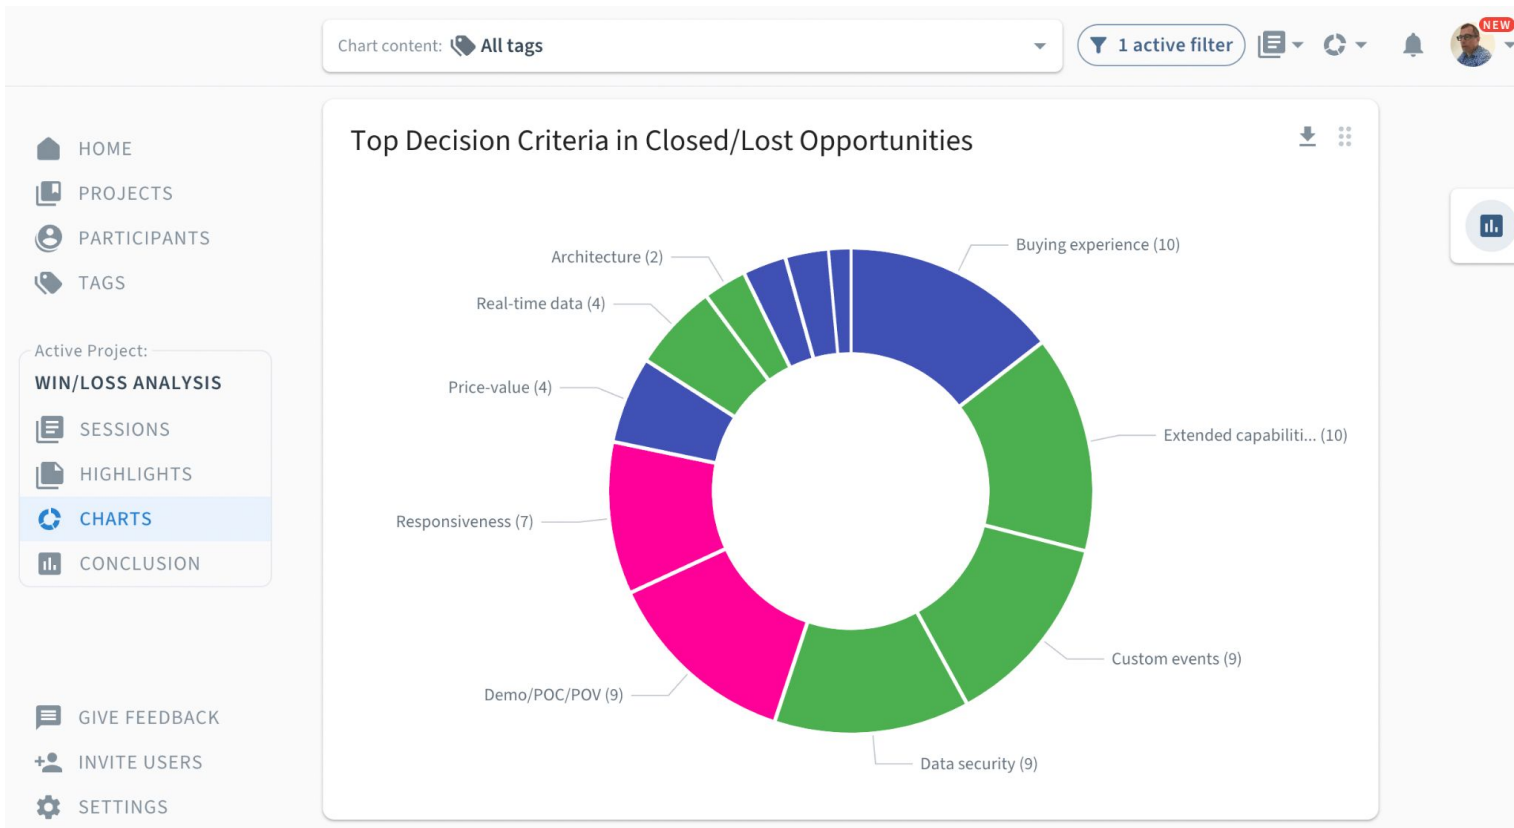 Chart content: All tags
1 active filter
NEW
HOME
PROJECTS
PARTICIPANTS
TAGS
Active Project:
WIN/LOSS ANALYSIS
SESSIONS
HIGHLIGHTS
CHARTS
CONCLUSION
GIVE FEEDBACK
INVITE USERS
SETTINGS
Top Decision Criteria in Closed/Lost Opportunities
Buying experience (10)
Extended capabiliti... (10)
Custom events (9)
Data security (9)
Demo/POC/POV (9)
Responsiveness (7)
Price-value (4)
Real-time data (4)
Architecture (2)